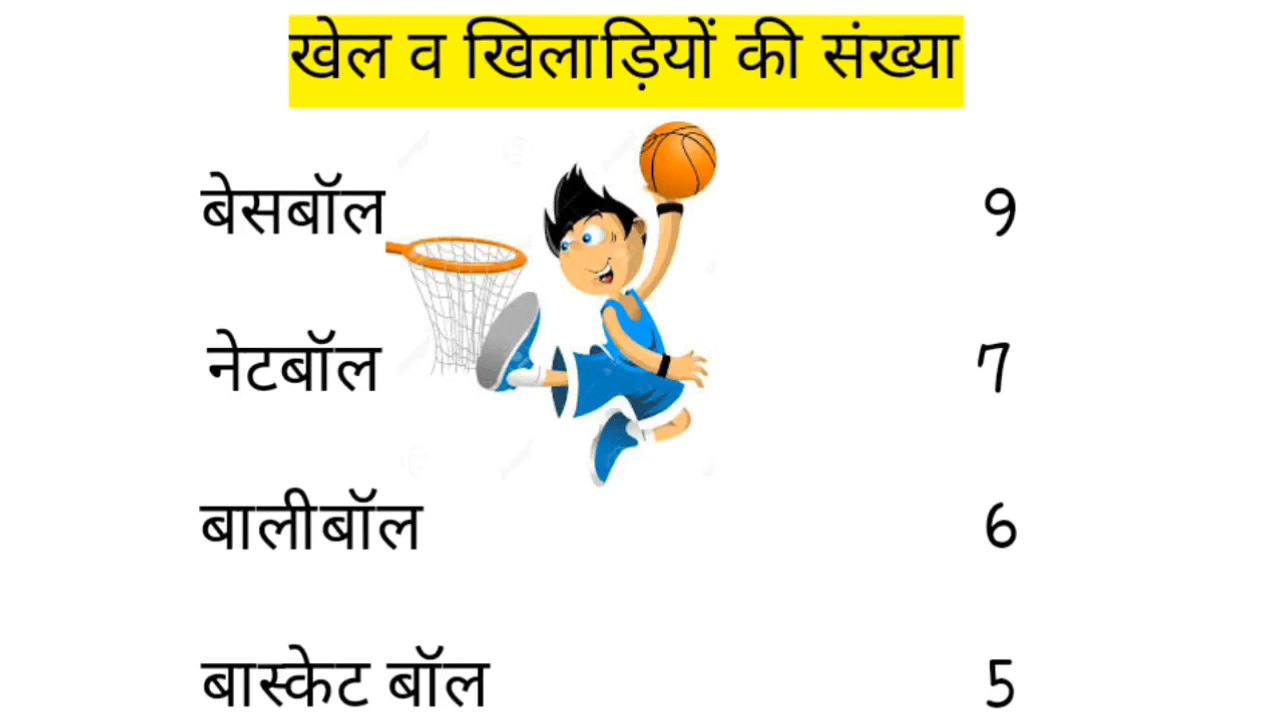 खेल व खिलाड़ियों की संख्या
बेसबॉल 9
नेटबॉल 7
बालीबॉल 6
बास्केट बॉल 5